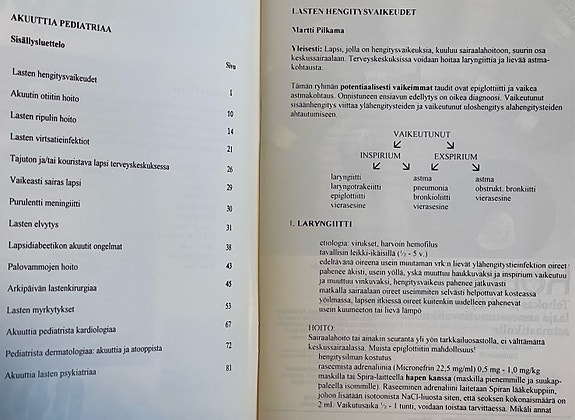 AKUUTTIA PEDIATRIAA
Sisällysluettelo
Sivu
Lasten hengitysvaikeudet 1
Akuutin otiitin hoito 10
Lasten ripulin hoito 14
Lasten virtsatieinfektiot 21
Tajuton ja/tai kouristava lapsi terveyskeskuksessa 26
Vaikeasti sairas lapsi 29
Purulentti meningiitti 30
Lasten elvytys 31
Lapsidiabeetikon akuutit ongelmat 38
Palovammojen hoito 43
Arkipäivän lastenkirurgiaa 45
Lasten myrkytykset 53
Akuuttia pediatrista kardiologiaa 67
Pediatrista dermatologiaa: akuuttia ja atooppista 72
Akuuttia lasten psykiatriaa 81
LASTEN HENGITYSVAIKEUDET
Martti Pilkama
Yleisesti: Lapsi, jolla on hengitysvaikeuksia, kuuluu sairaalahoitoon, suurin osa
keskussairaalaan. Terveyskeskuksissa voidaan hoitaa laryngiittia ja lievää astma-
kohtausta.
Tämän ryhmän potentiaalisesti vaikeimmat taudit ovat epiglottiitti ja vaikea
astmakohtaus. Onnistuneen ensiavun edellytys on oikea diagnoosi. Vaikeutunut
sisäänhengitys viittaa ylähengitysteiden ja vaikeutunut uloshengitys alahengitysteiden
ahtautumiseen.
VAIKEUTUNUT
INSPIRIUM EXSPIRIUM
laryngiitti astma astma
laryngotrakeiitti pneumonia obstrukt. bronkiitti
epiglottiitti bronkioliitti vierasesine
vierasesine vierasesine
1. LARYNGIITTI
etiologia: virukset, harvoin hemofilus
tavallisin leikki-ikäisillä (½ - 5 v.)
edeltävänä oireena usein muutaman vrk:n lievät ylähengitystieinfektion oireet
pahenee äkisti, usein yöllä, yskä muuttuu haukkuvaksi ja inspirium vaikeutuu
ja muuttuu vinkuvaksi, hengitysvaikeus pahenee jatkuvasti
matkalla sairaalaan oireet useimmiten selvästi helpottuvat kosteassa
yöilmassa, lapsen itkiessä oireet kuitenkin uudelleen pahenevat
usein kuumeeton tai lievä lämpö
HOITO:
Sairaalahoito tai ainakin seuranta yli yön tarkkailuosastolla, ei välttämättä
keskussairaalassa. Muista epiglottiitin mahdollisuus!
hengitysilman kostutus
raseemista adrenaliinia (Micronefrin 22,5 mg/ml) 0,5 mg - 1,0 mg/kg
maskilla tai Spira-laitteella hapen kanssa (maskilla pienemmille ja suukap-
paleella isommille). Raseeminen adrenaliini laitetaan Spiran lääkekuppiin,
johon lisätään isotoonista NaCl-liuosta siten, että seoksen kokonaismäärä on
2 ml. Vaikutusaika ½ - 1 tunti, voidaan toistaa tarvittaessa. Mikäli annat